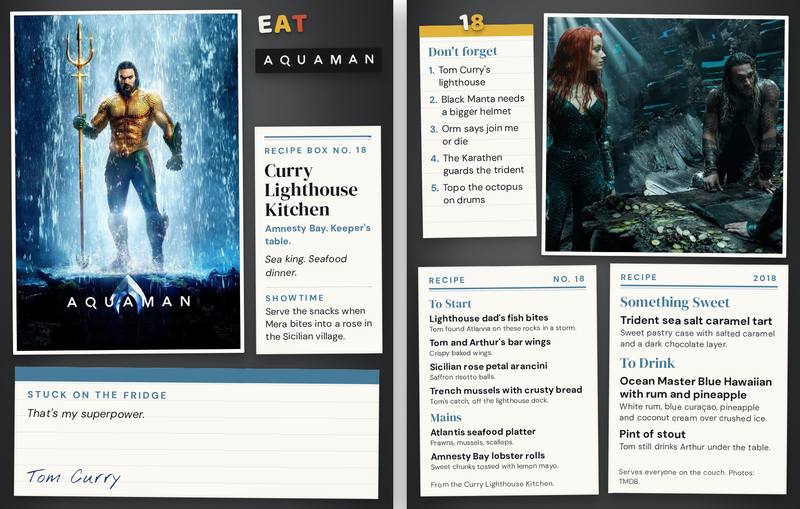 EAT
AQUAMAN
AQUAMAN
RECIPE BOX NO. 18
Curry
Lighthouse
Kitchen
Amnesty Bay. Keeper's
table.
Sea king. Seafood
dinner.
SHOWTIME
Serve the snacks when
Mera bites into a rose in
the Sicilian village.
STUCK ON THE FRIDGE
That's my superpower.
Tom Curry
18
Don't forget
1. Tom Curry's
lighthouse
2. Black Manta needs
a bigger helmet
3. Orm says join me
or die
4. The Karathen
guards the trident
5. Topo the octopus
on drums
RECIPE NO. 18
To Start
Lighthouse dad's fish bites
Tom found Atlanna on these rocks in a storm.
Tom and Arthur's bar wings
Crispy baked wings.
Sicilian rose petal arancini
Saffron risotto balls.
Trench mussels with crusty bread
Tom's catch, off the lighthouse dock.
Mains
Atlantis seafood platter
Prawns, mussels, scallops.
Amnesty Bay lobster rolls
Sweet chunks tossed with lemon mayo.
From the Curry Lighthouse Kitchen.
RECIPE 2018
Something Sweet
Trident sea salt caramel tart
Sweet pastry case with salted caramel
and a dark chocolate layer.
To Drink
Ocean Master Blue Hawaiian
with rum and pineapple
White rum, blue curaçao, pineapple
and coconut cream over crushed ice.
Pint of stout
Tom still drinks Arthur under the table.
Serves everyone on the couch. Photos:
TMDB.